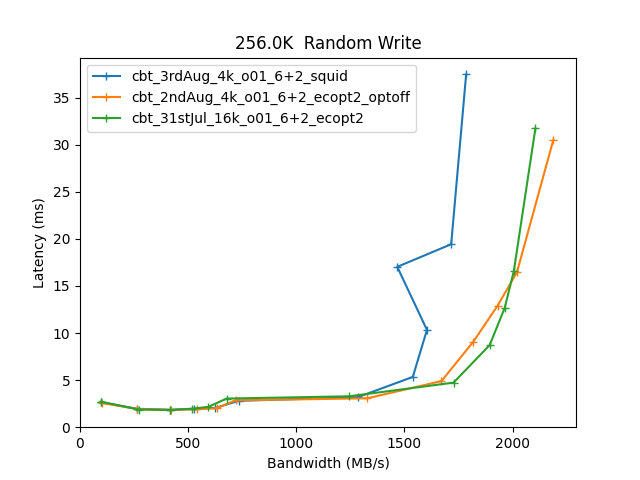 256.0K  Random Write
cbt_3rdAug_4k_o01_6+2_squid
cbt_2ndAug_4k_o01_6+2_ecopt2_optoff
cbt_31stJul_16k_o01_6+2_ecopt2
Latency (ms)
35
30
25
20
15
10
5
0
0 500 1000 1500 2000
Bandwidth (MB/s)